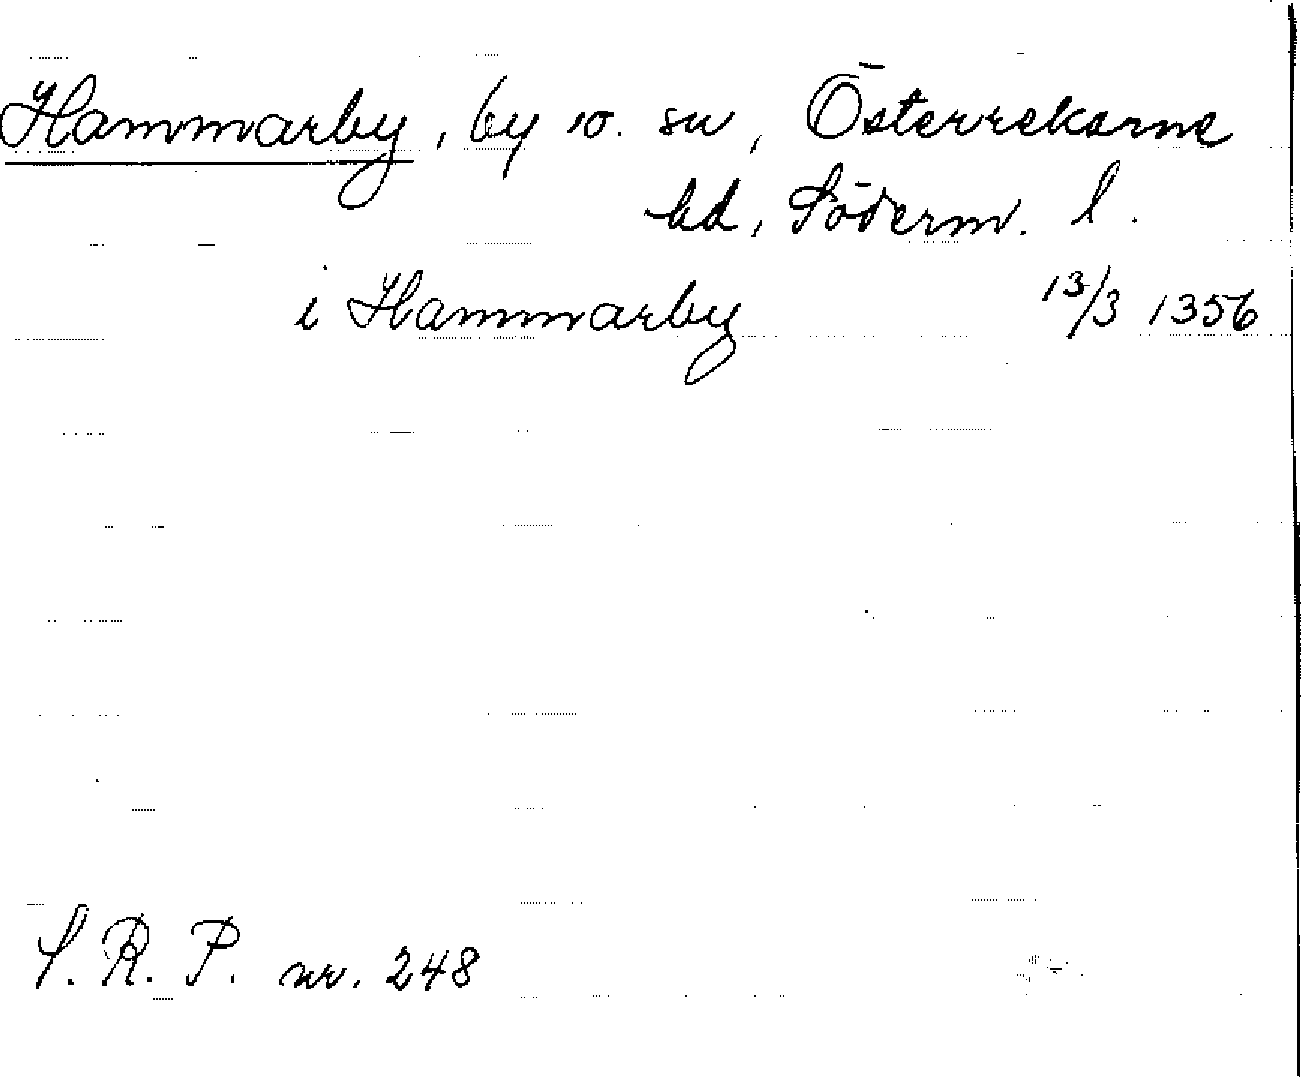 Hammarby, by o. sn, Österrekarne
hd, Söderm. l.
i Hammarby 13/3 1356
S. R. P. nr. 248